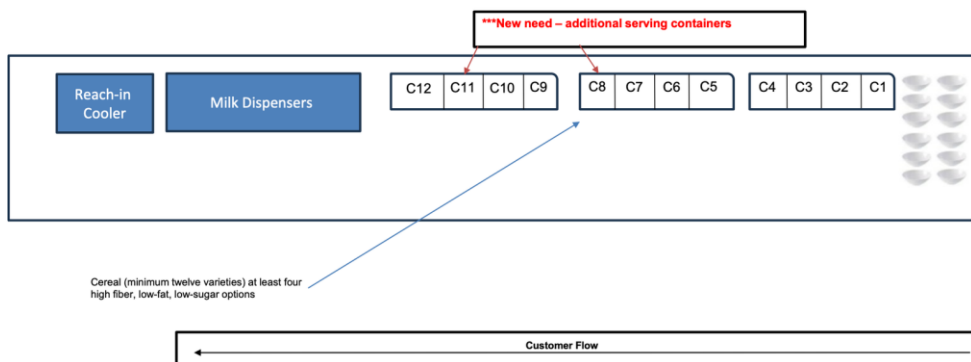 ***New need – additional serving containers
Reach-in
Cooler
Milk Dispensers
C12 C11 C10 C9
C8 C7 C6 C5
C4 C3 C2 C1
Cereal (minimum twelve varieties) at least four
high fiber, low-fat, low-sugar options
Customer Flow